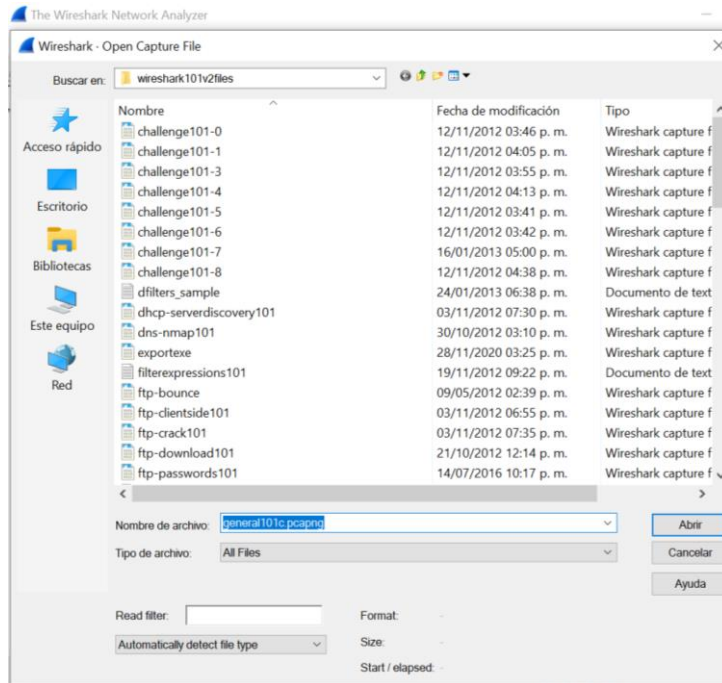 The Wireshark Network Analyzer
Wireshark · Open Capture File
Buscar en: wireshark101v2files
Acceso rápido
Escritorio
Bibliotecas
Este equipo
Red
Nombre Fecha de modificación Tipo
challenge101-0 12/11/2012 03:46 p. m. Wireshark capture f
challenge101-1 12/11/2012 04:05 p. m. Wireshark capture f
challenge101-3 12/11/2012 03:55 p. m. Wireshark capture f
challenge101-4 12/11/2012 04:13 p. m. Wireshark capture f
challenge101-5 12/11/2012 03:41 p. m. Wireshark capture f
challenge101-6 12/11/2012 03:42 p. m. Wireshark capture f
challenge101-7 16/01/2013 05:00 p. m. Wireshark capture f
challenge101-8 12/11/2012 04:38 p. m. Wireshark capture f
dfilters_sample 24/01/2013 06:38 p. m. Documento de text
dhcp-serverdiscovery101 03/11/2012 07:30 p. m. Wireshark capture f
dns-nmap101 30/10/2012 03:10 p. m. Wireshark capture f
exportexe 28/11/2020 03:25 p. m. Wireshark capture f
filterexpressions101 19/11/2012 09:22 p. m. Documento de text
ftp-bounce 09/05/2012 02:39 p. m. Wireshark capture f
ftp-clientside101 03/11/2012 06:55 p. m. Wireshark capture f
ftp-crack101 03/11/2012 07:35 p. m. Wireshark capture f
ftp-download101 21/10/2012 12:14 p. m. Wireshark capture f
ftp-passwords101 14/07/2016 10:17 p. m. Wireshark capture f
Nombre de archivo: general101c.pcapng Abrir
Tipo de archivo: All Files Cancelar
Ayuda
Read filter: Format: -
Automatically detect file type Size: -
Start / elapsed: -